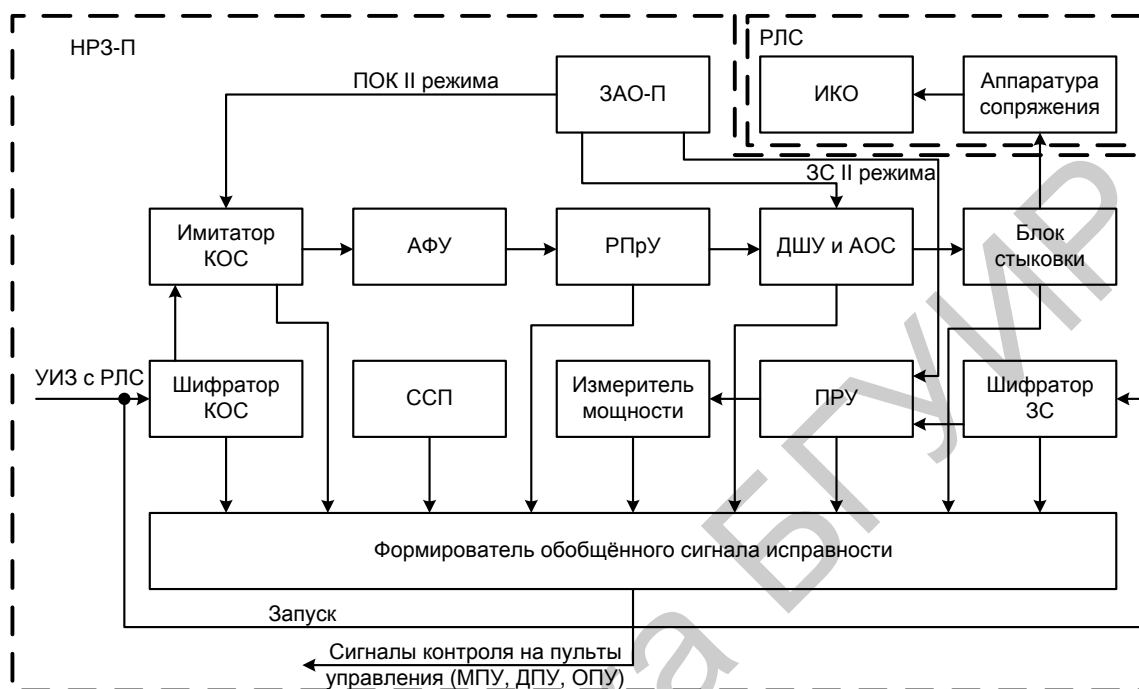 НРЗ-П
РЛС
ПОК II режима
ЗАО-П
ИКО
Аппаратура
сопряжения
ЗС II режима
Имитатор
КОС
АФУ
РПрУ
ДШУ и АОС
Блок
стыковки
УИЗ с РЛС
Шифратор
КОС
ССП
Измеритель
мощности
ПРУ
Шифратор
ЗС
Формирователь обобщённого сигнала исправности
Запуск
Сигналы контроля на пульты
управления (МПУ, ДПУ, ОПУ)
а БГУИР